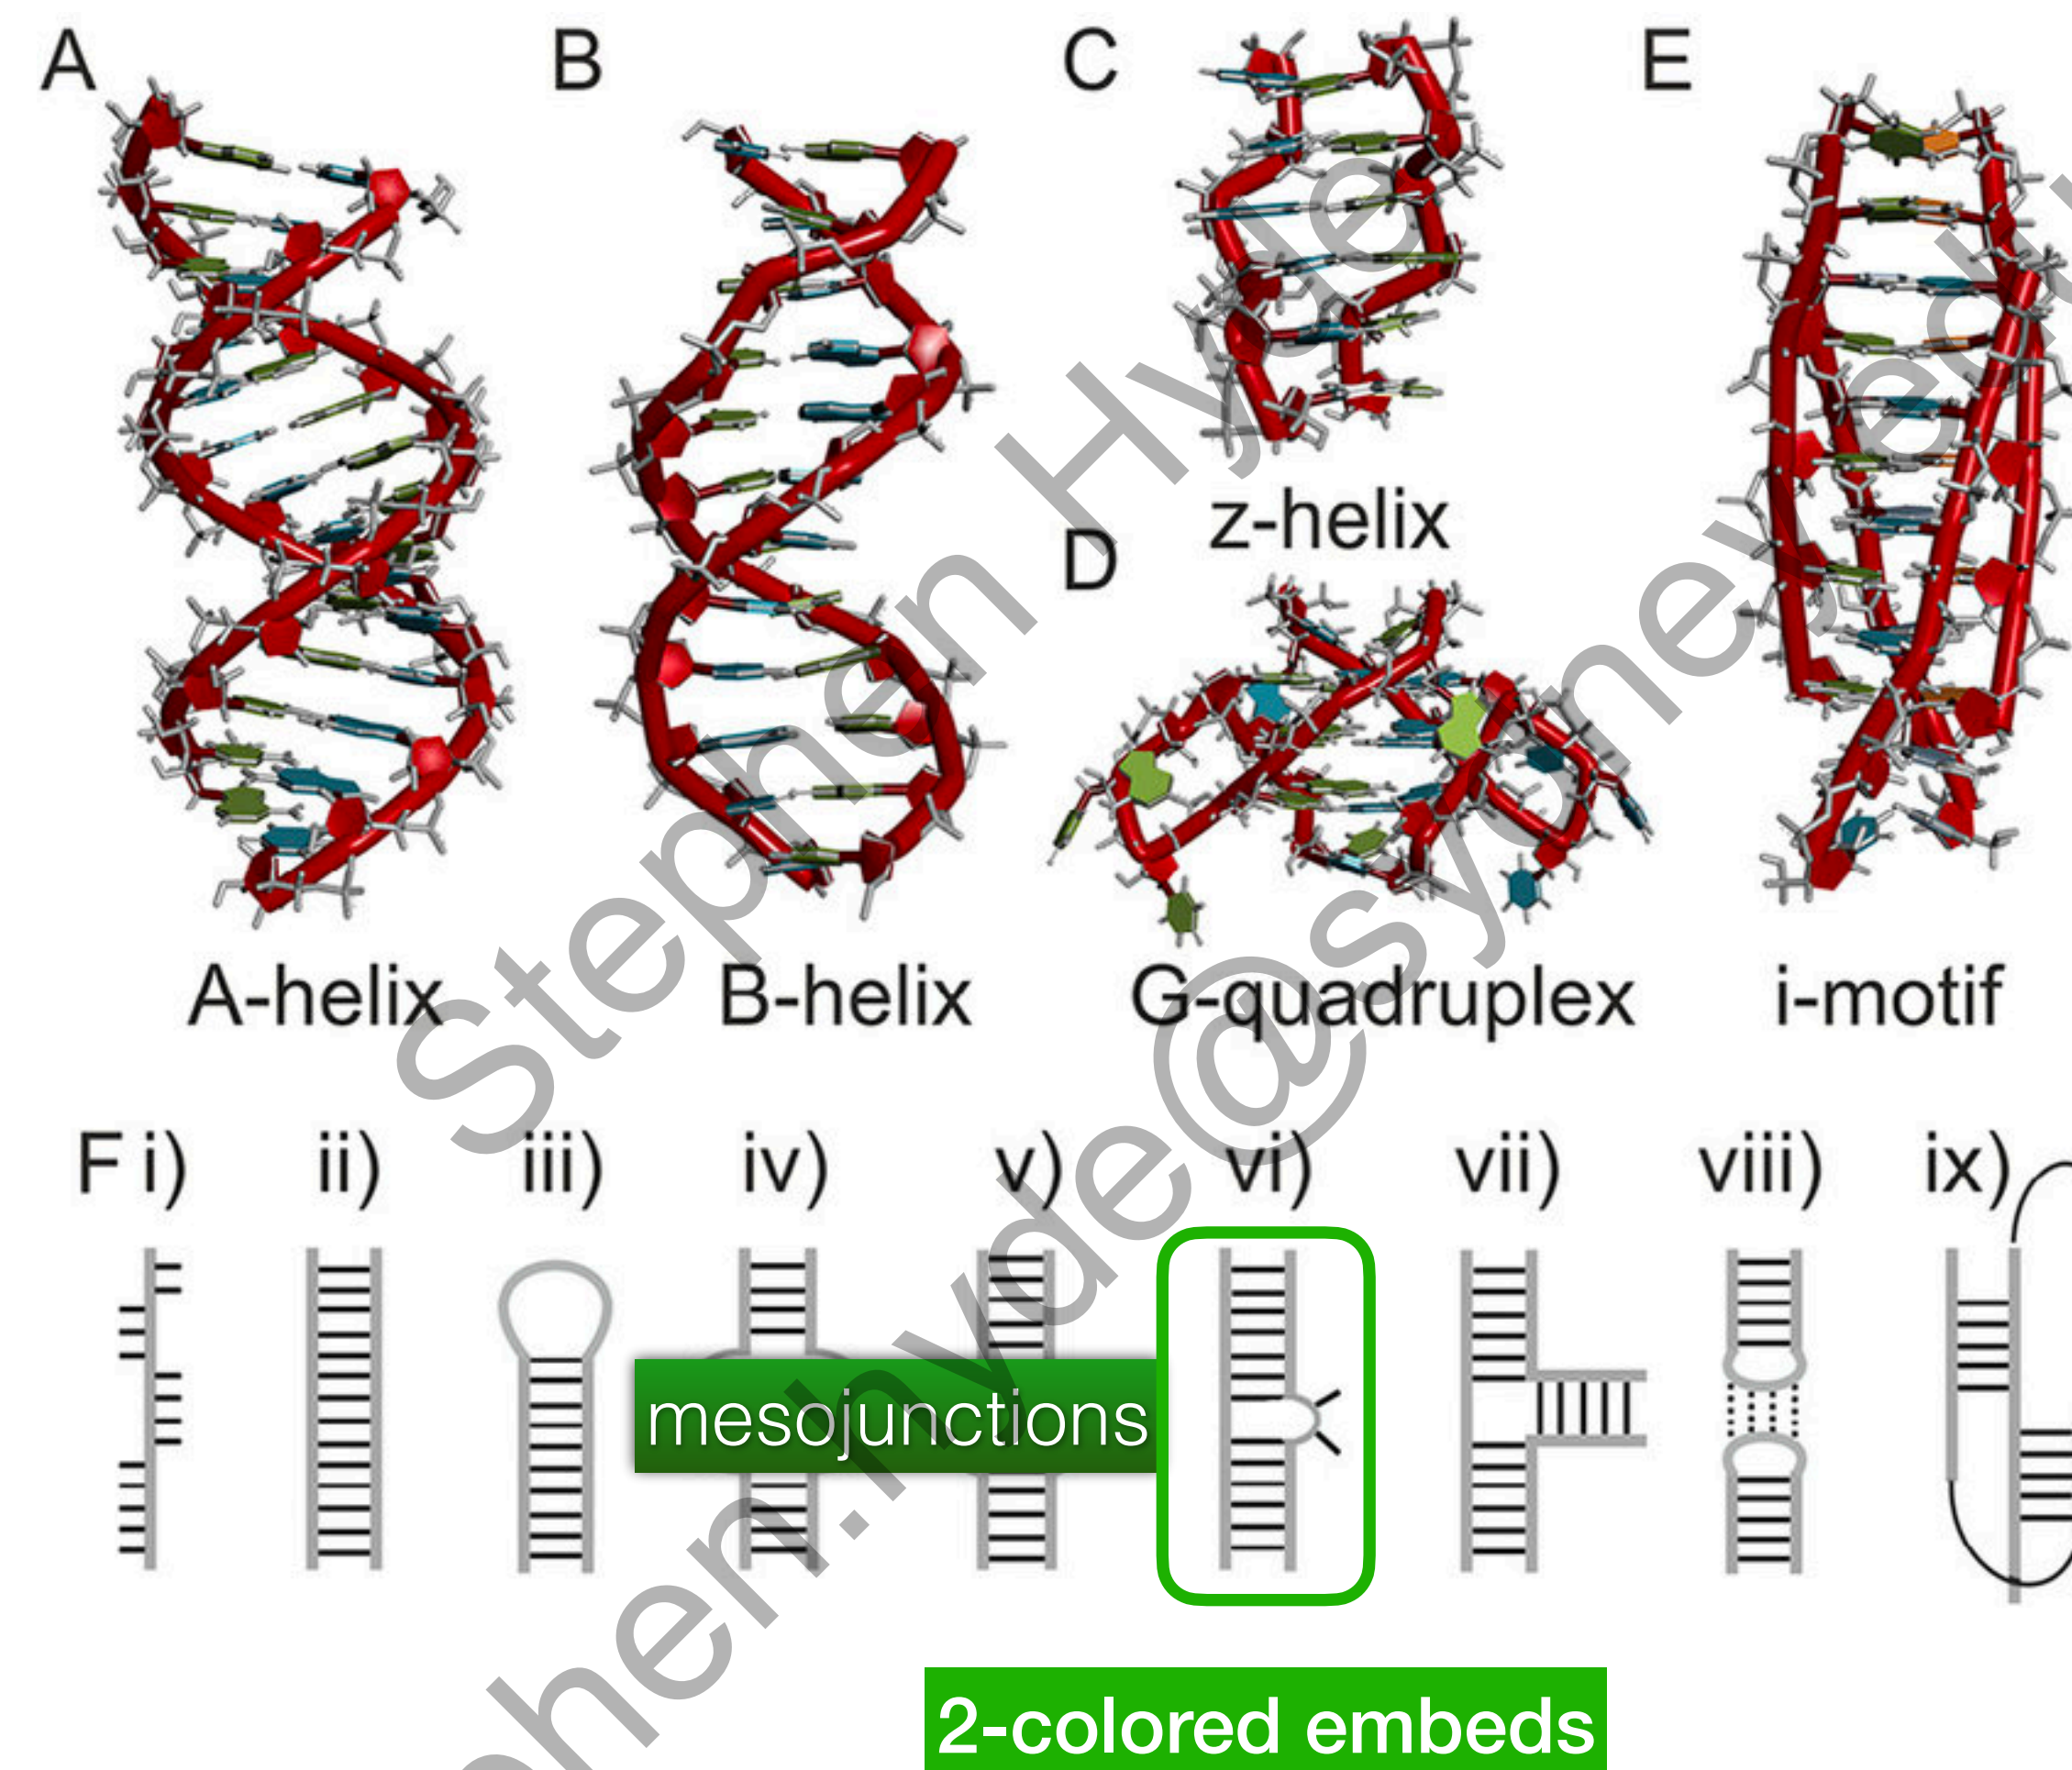 A
B
C
E
z-helix
D
A-helix
B-helix
G-quadruplex
i-motif
F i)
ii)
iii)
iv)
v)
vi)
vii)
viii)
ix)
mesojunctions
2-colored embeds
Stephen Hyde
stephen.hyde@sydney.edu